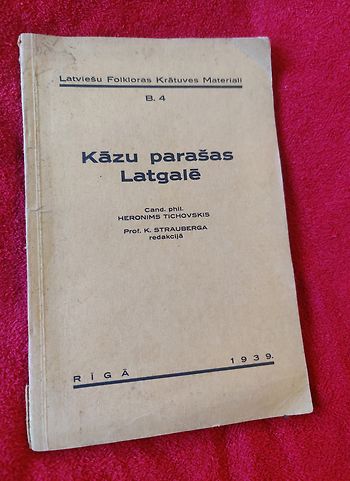 Latviešu Folkloras Krātuves Materiali
B. 4
Kāzu parašas
Latgalē
Cand. phil.
HERONIMS TICHOVSKIS
Prof. K. STRAUBERGA
redakcijā
RĪGĀ 1939.